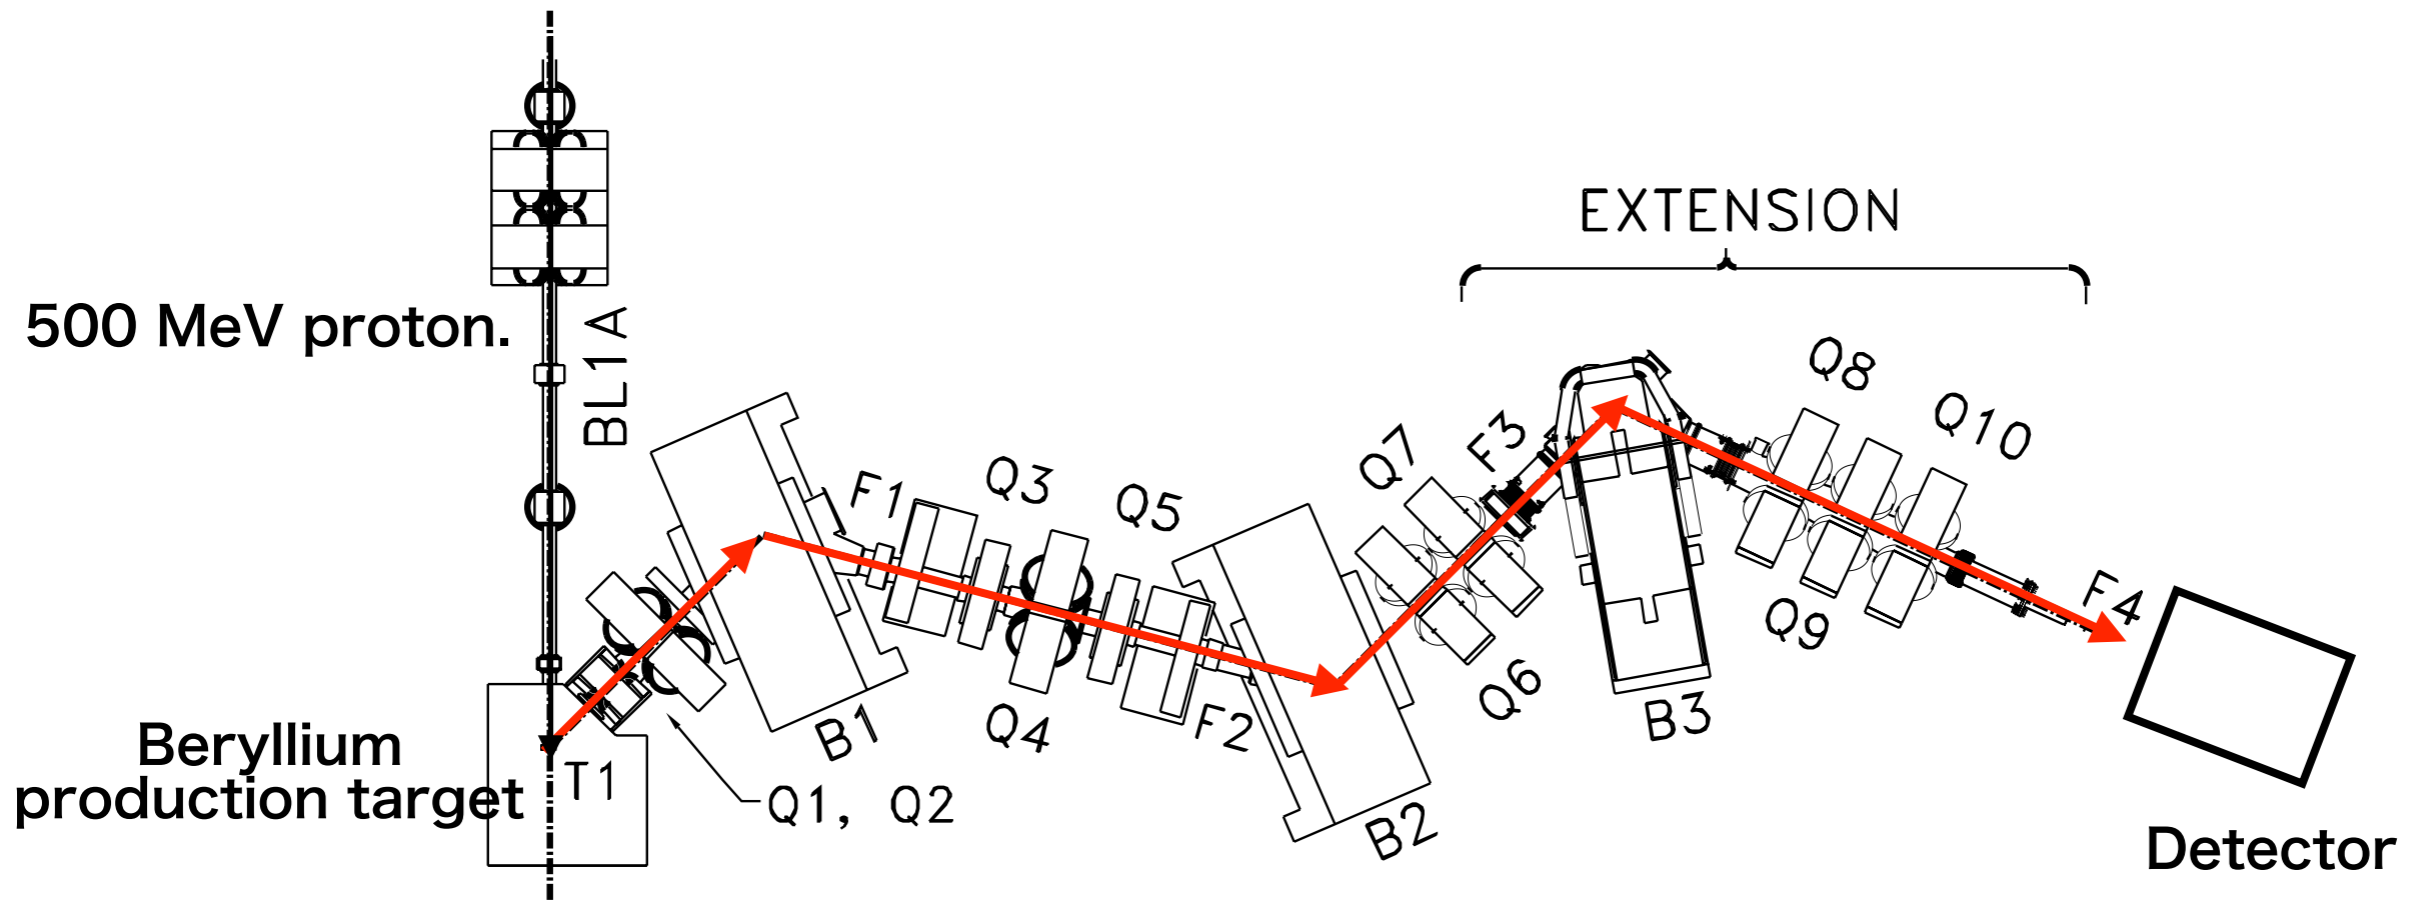 EXTENSION
500 MeV proton.
BL1A
Q8
Q10
F1
Q3
Q5
Q7
F3
F4
Q9
Q6
B3
B1
Q4
F2
B2
Beryllium
production target
T1
Q1, Q2
Detector